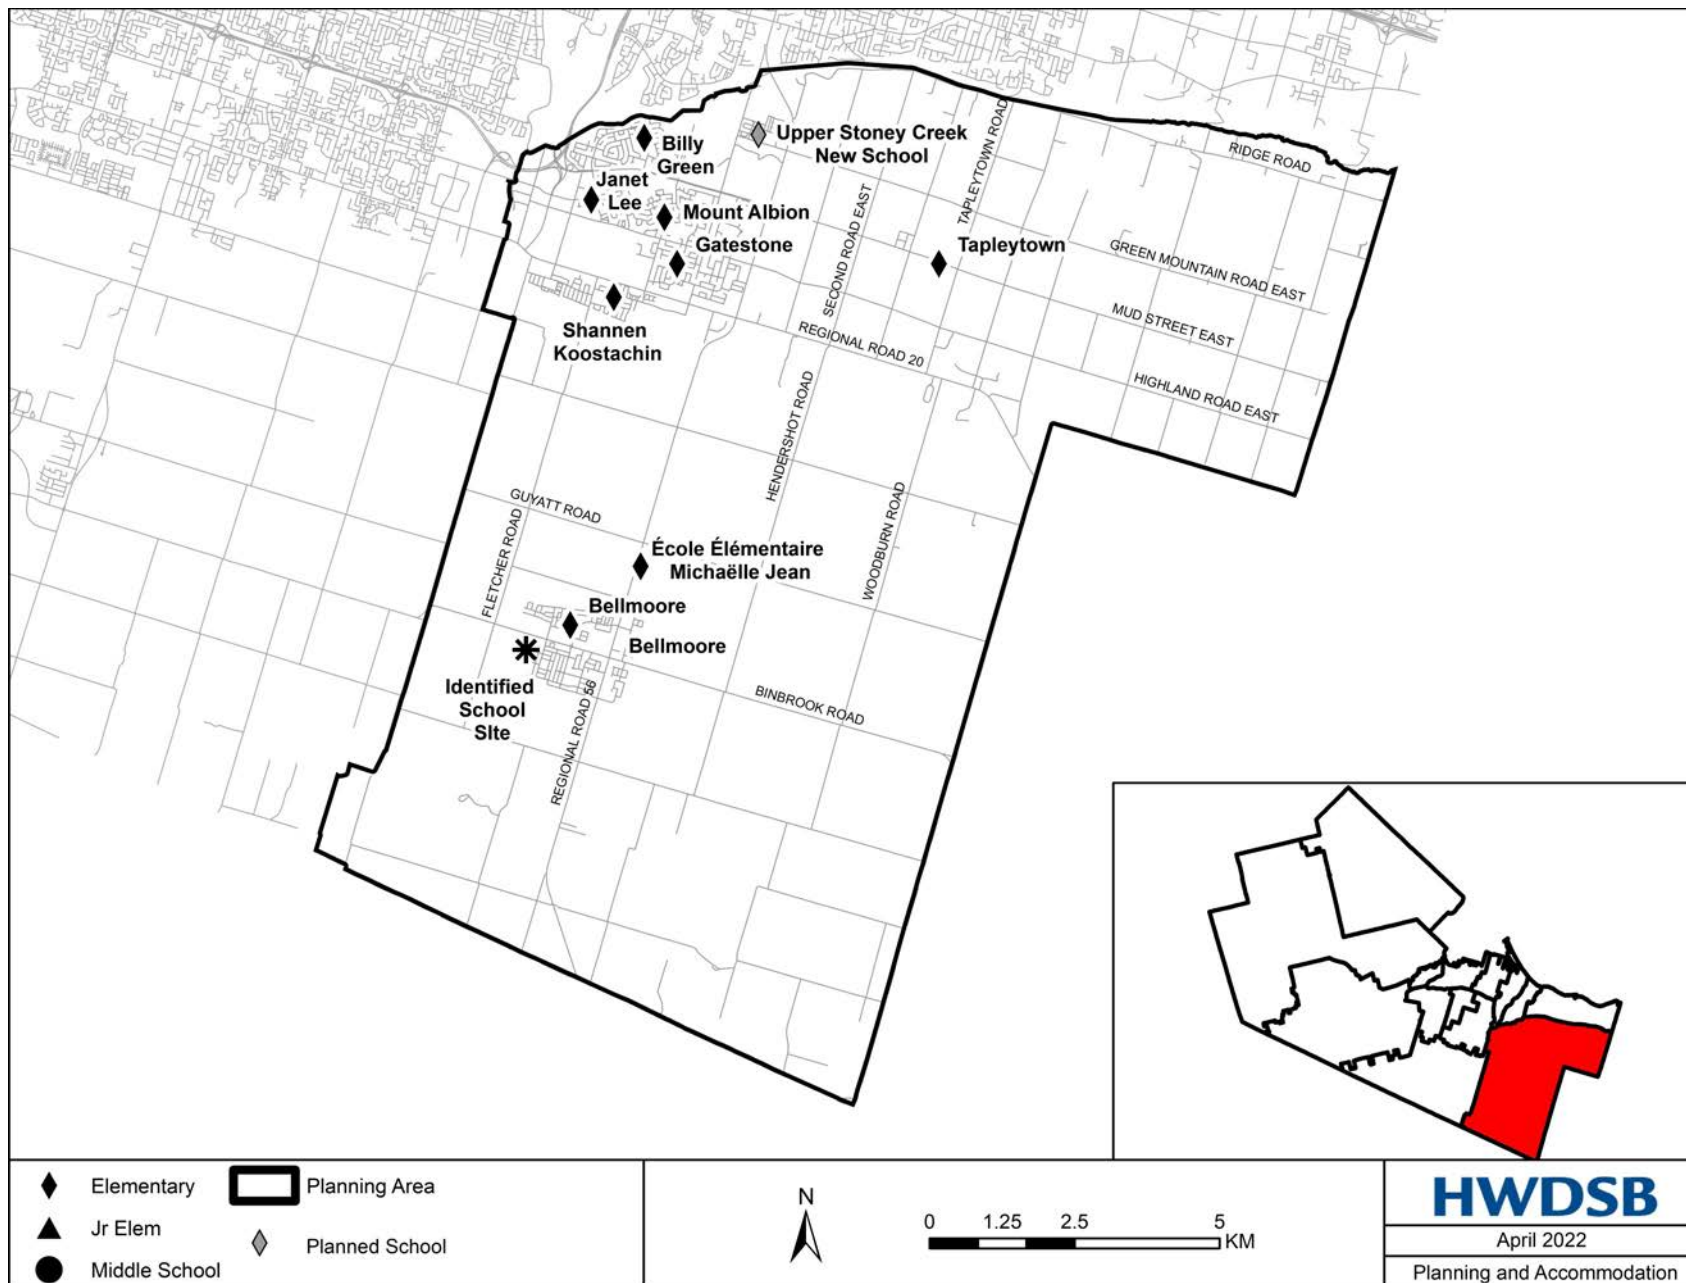 Billy
Green
Upper Stoney Creek
New School
Janet
Lee
Mount Albion
Gatestone
Tapleytown
Shannen
Koostachin
RIDGE ROAD
TAPLEYTOWN ROAD
SECOND ROAD EAST
GREEN MOUNTAIN ROAD EAST
MUD STREET EAST
REGIONAL ROAD 20
HIGHLAND ROAD EAST
HENDERSHOT ROAD
GUYATT ROAD
FLETCHER ROAD
WOODBURN ROAD
École Élémentaire
Michaëlle Jean
Bellmoore
Bellmoore
Identified
School
SIte
BINBROOK ROAD
REGIONAL ROAD 56
Elementary
Planning Area
Jr Elem
Planned School
Middle School
N
0 1.25 2.5 5
KM
HWDSB
April 2022
Planning and Accommodation